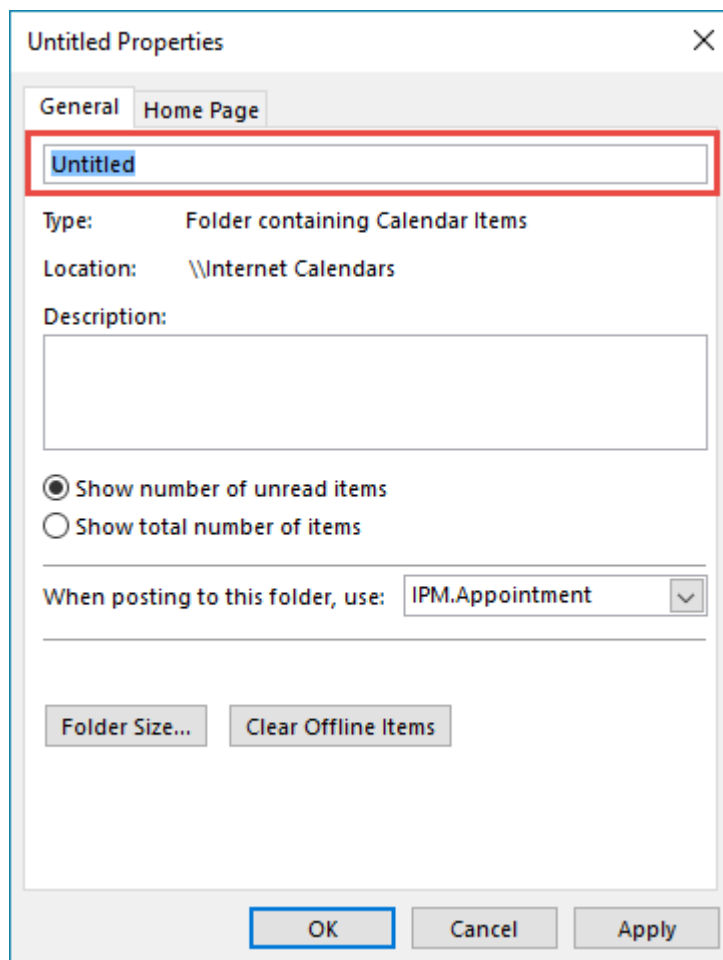 Untitled Properties
General Home Page
Untitled
Type: Folder containing Calendar Items
Location: \\Internet Calendars
Description:
Show number of unread items
Show total number of items
When posting to this folder, use: IPM.Appointment
Folder Size... Clear Offline Items
OK Cancel Apply